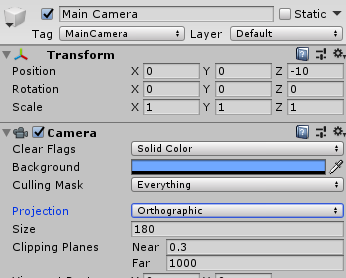 Main Camera Static
Tag MainCamera Layer Default
Transform
Position X 0 Y 0 Z -10
Rotation X 0 Y 0 Z 0
Scale X 1 Y 1 Z 1
Camera
Clear Flags Solid Color
Background
Culling Mask Everything
Projection Orthographic
Size 180
Clipping Planes Near 0.3
Far 1000